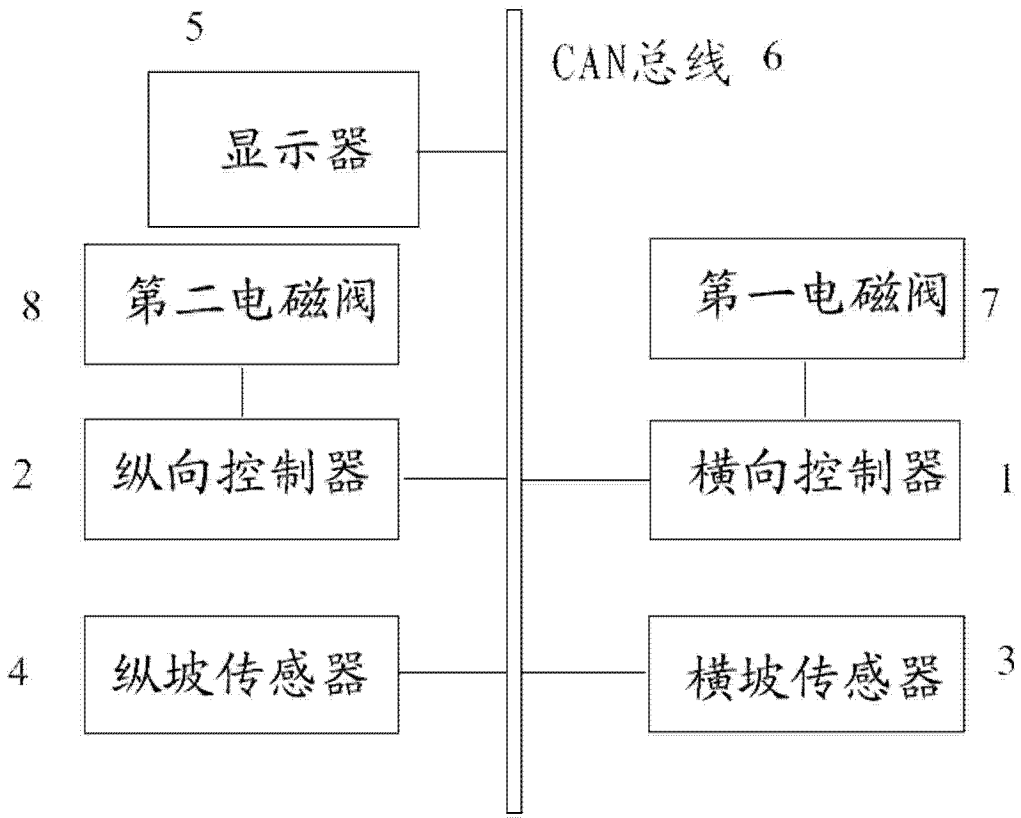 5
CAN总线 6
显示器
8 第二电磁阀
第一电磁阀 7
2 纵向控制器
横向控制器 1
4 纵坡传感器
横坡传感器 3